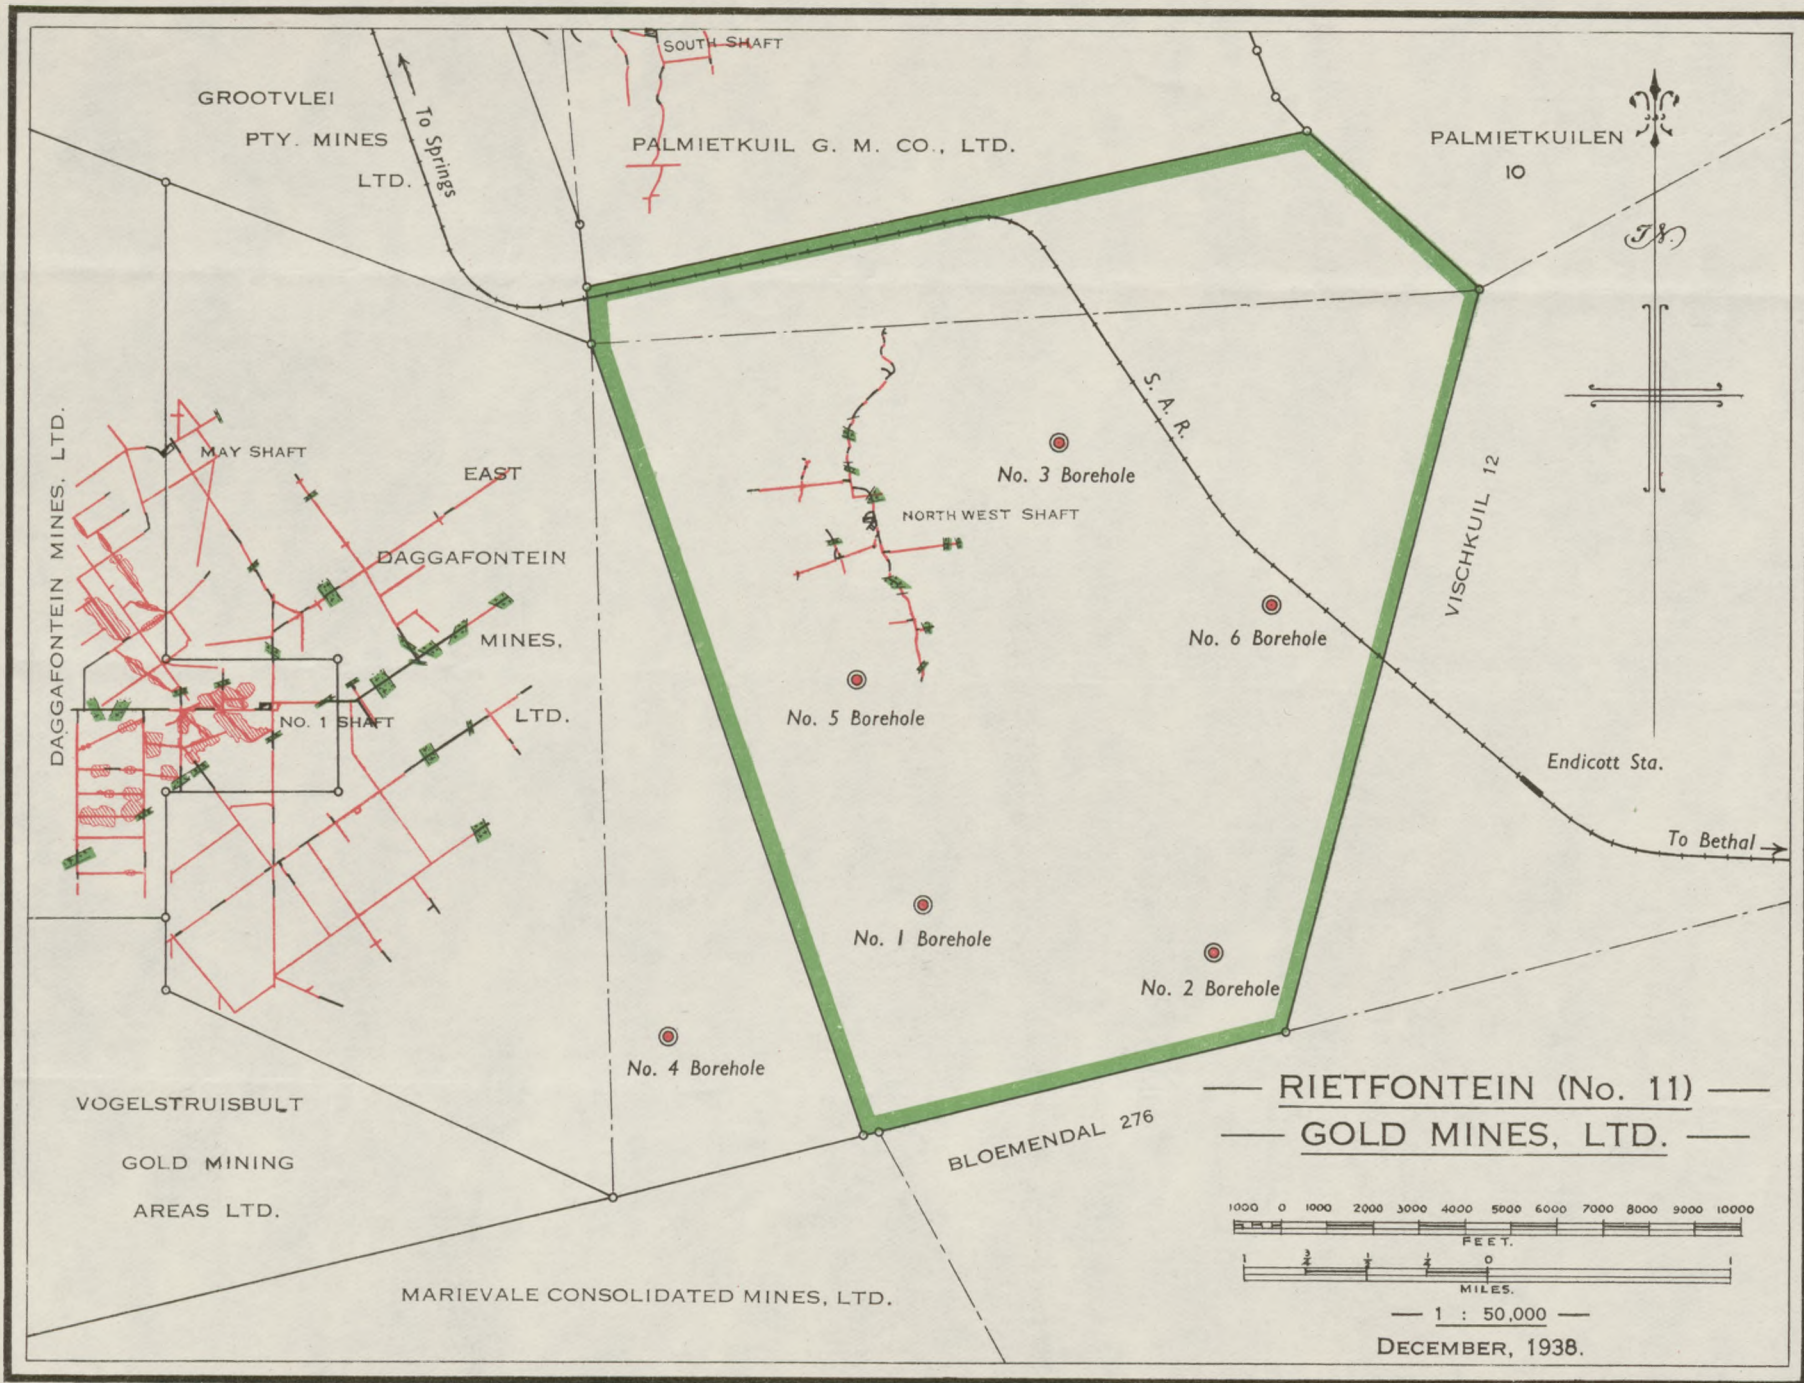 SOUTH SHAFT
GROOTVLEI
PTY. MINES
LTD.
To Springs
PALMIETKUIL G. M. CO., LTD.
PALMIETKUILEN
10
T.N.
DAGGAFONTEIN MINES, LTD.
MAY SHAFT
EAST
DAGGAFONTEIN
MINES,
LTD.
NO. 1 SHAFT
S. A. R.
No. 3 Borehole
NORTH WEST SHAFT
VISCHKUIL 12
No. 6 Borehole
No. 5 Borehole
Endicott Sta.
To Bethal
No. 1 Borehole
No. 2 Borehole
No. 4 Borehole
VOGELSTRUISBULT
GOLD MINING
AREAS LTD.
BLOEMENDAL 276
MARIEVALE CONSOLIDATED MINES, LTD.
RIETFONTEIN (No. 11)
GOLD MINES, LTD.
1000 0 1000 2000 3000 4000 5000 6000 7000 8000 9000 10000
FEET.
1 ¾ ½ ¼ 0 1
MILES.
1 : 50,000
DECEMBER, 1938.